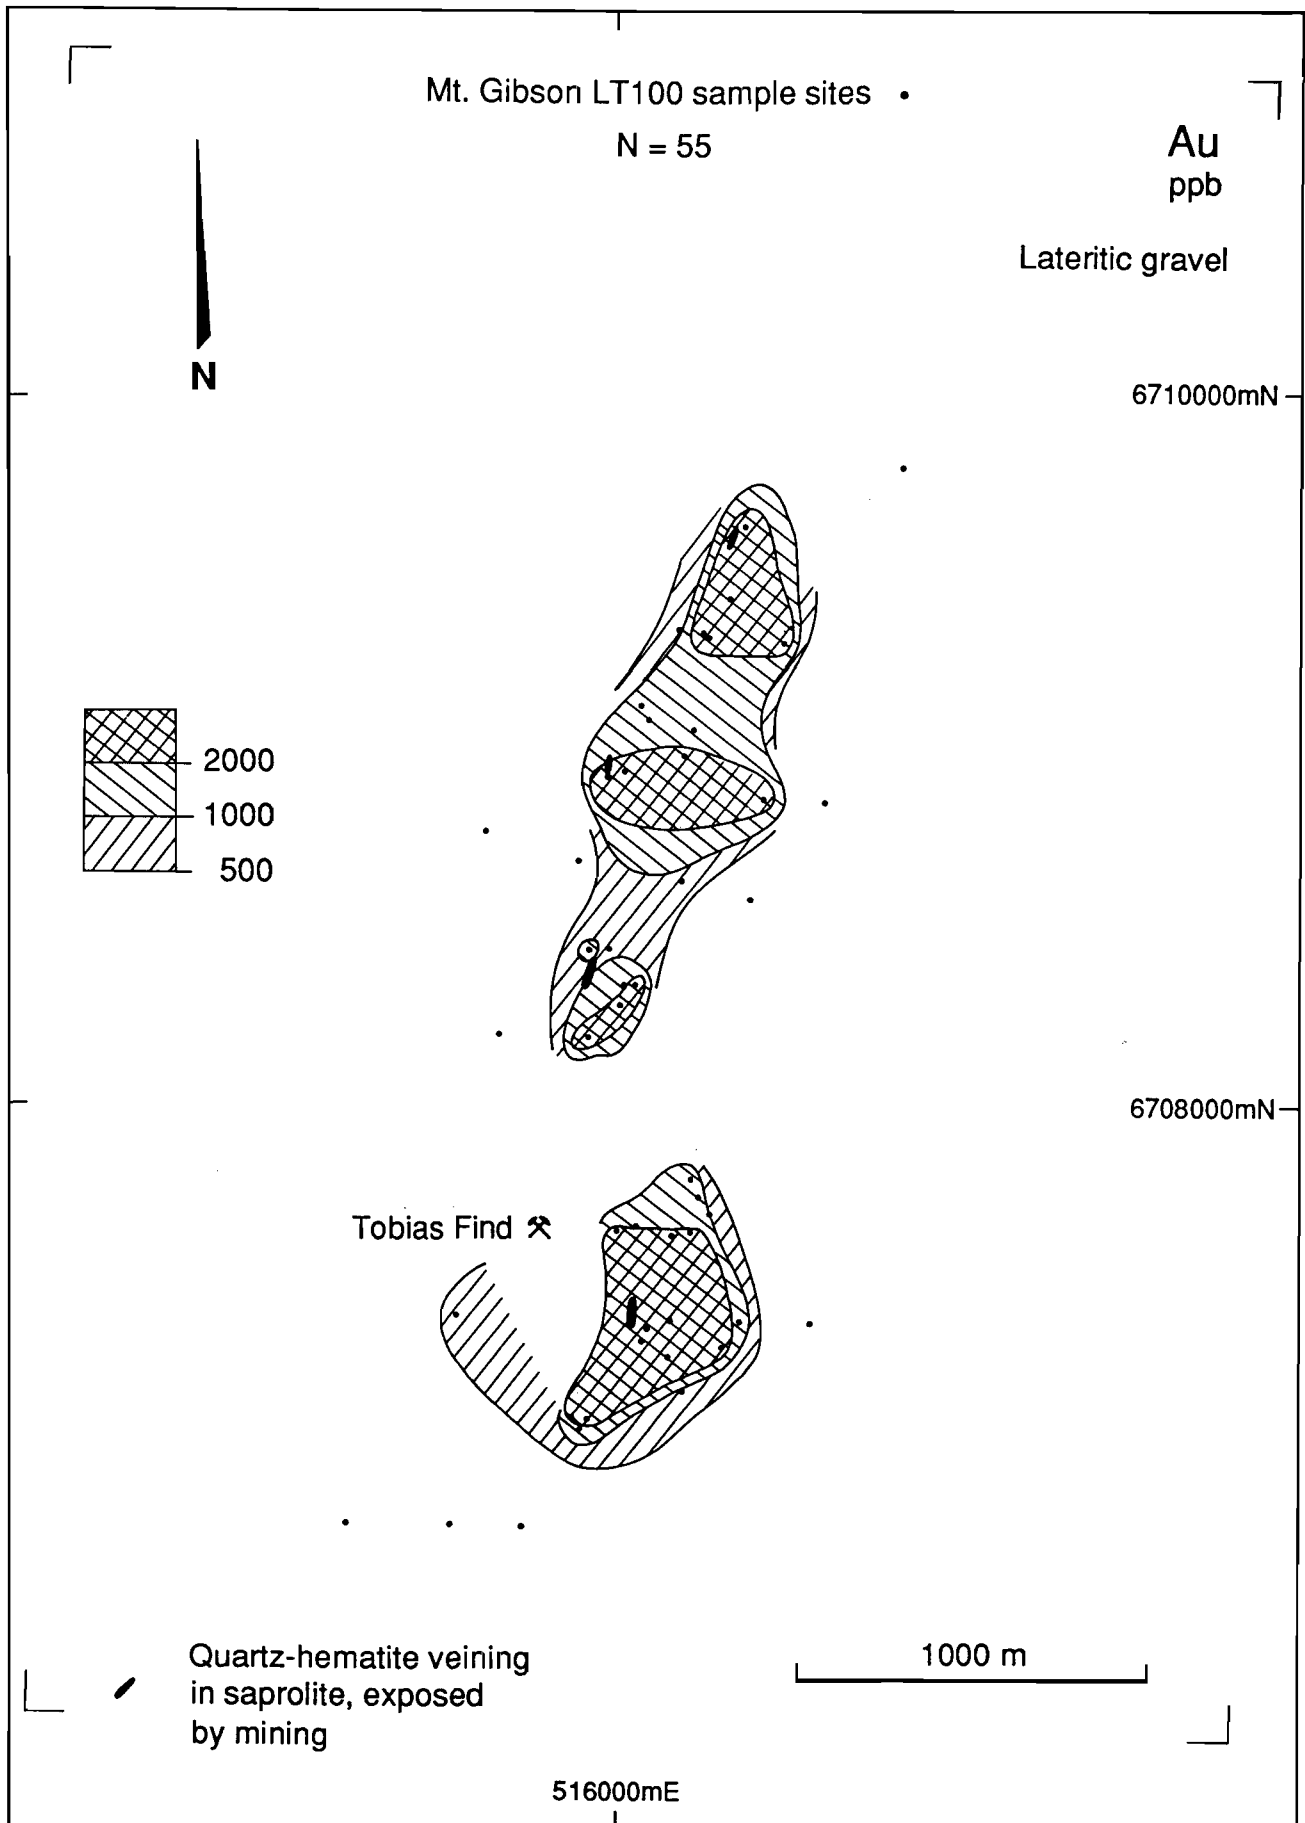 Mt. Gibson LT100 sample sites
N = 55
Au
ppb
Lateritic gravel
N
6710000mN
2000
1000
500
6708000mN
Tobias Find
Quartz-hematite veining
in saprolite, exposed
by mining
1000 m
516000mE